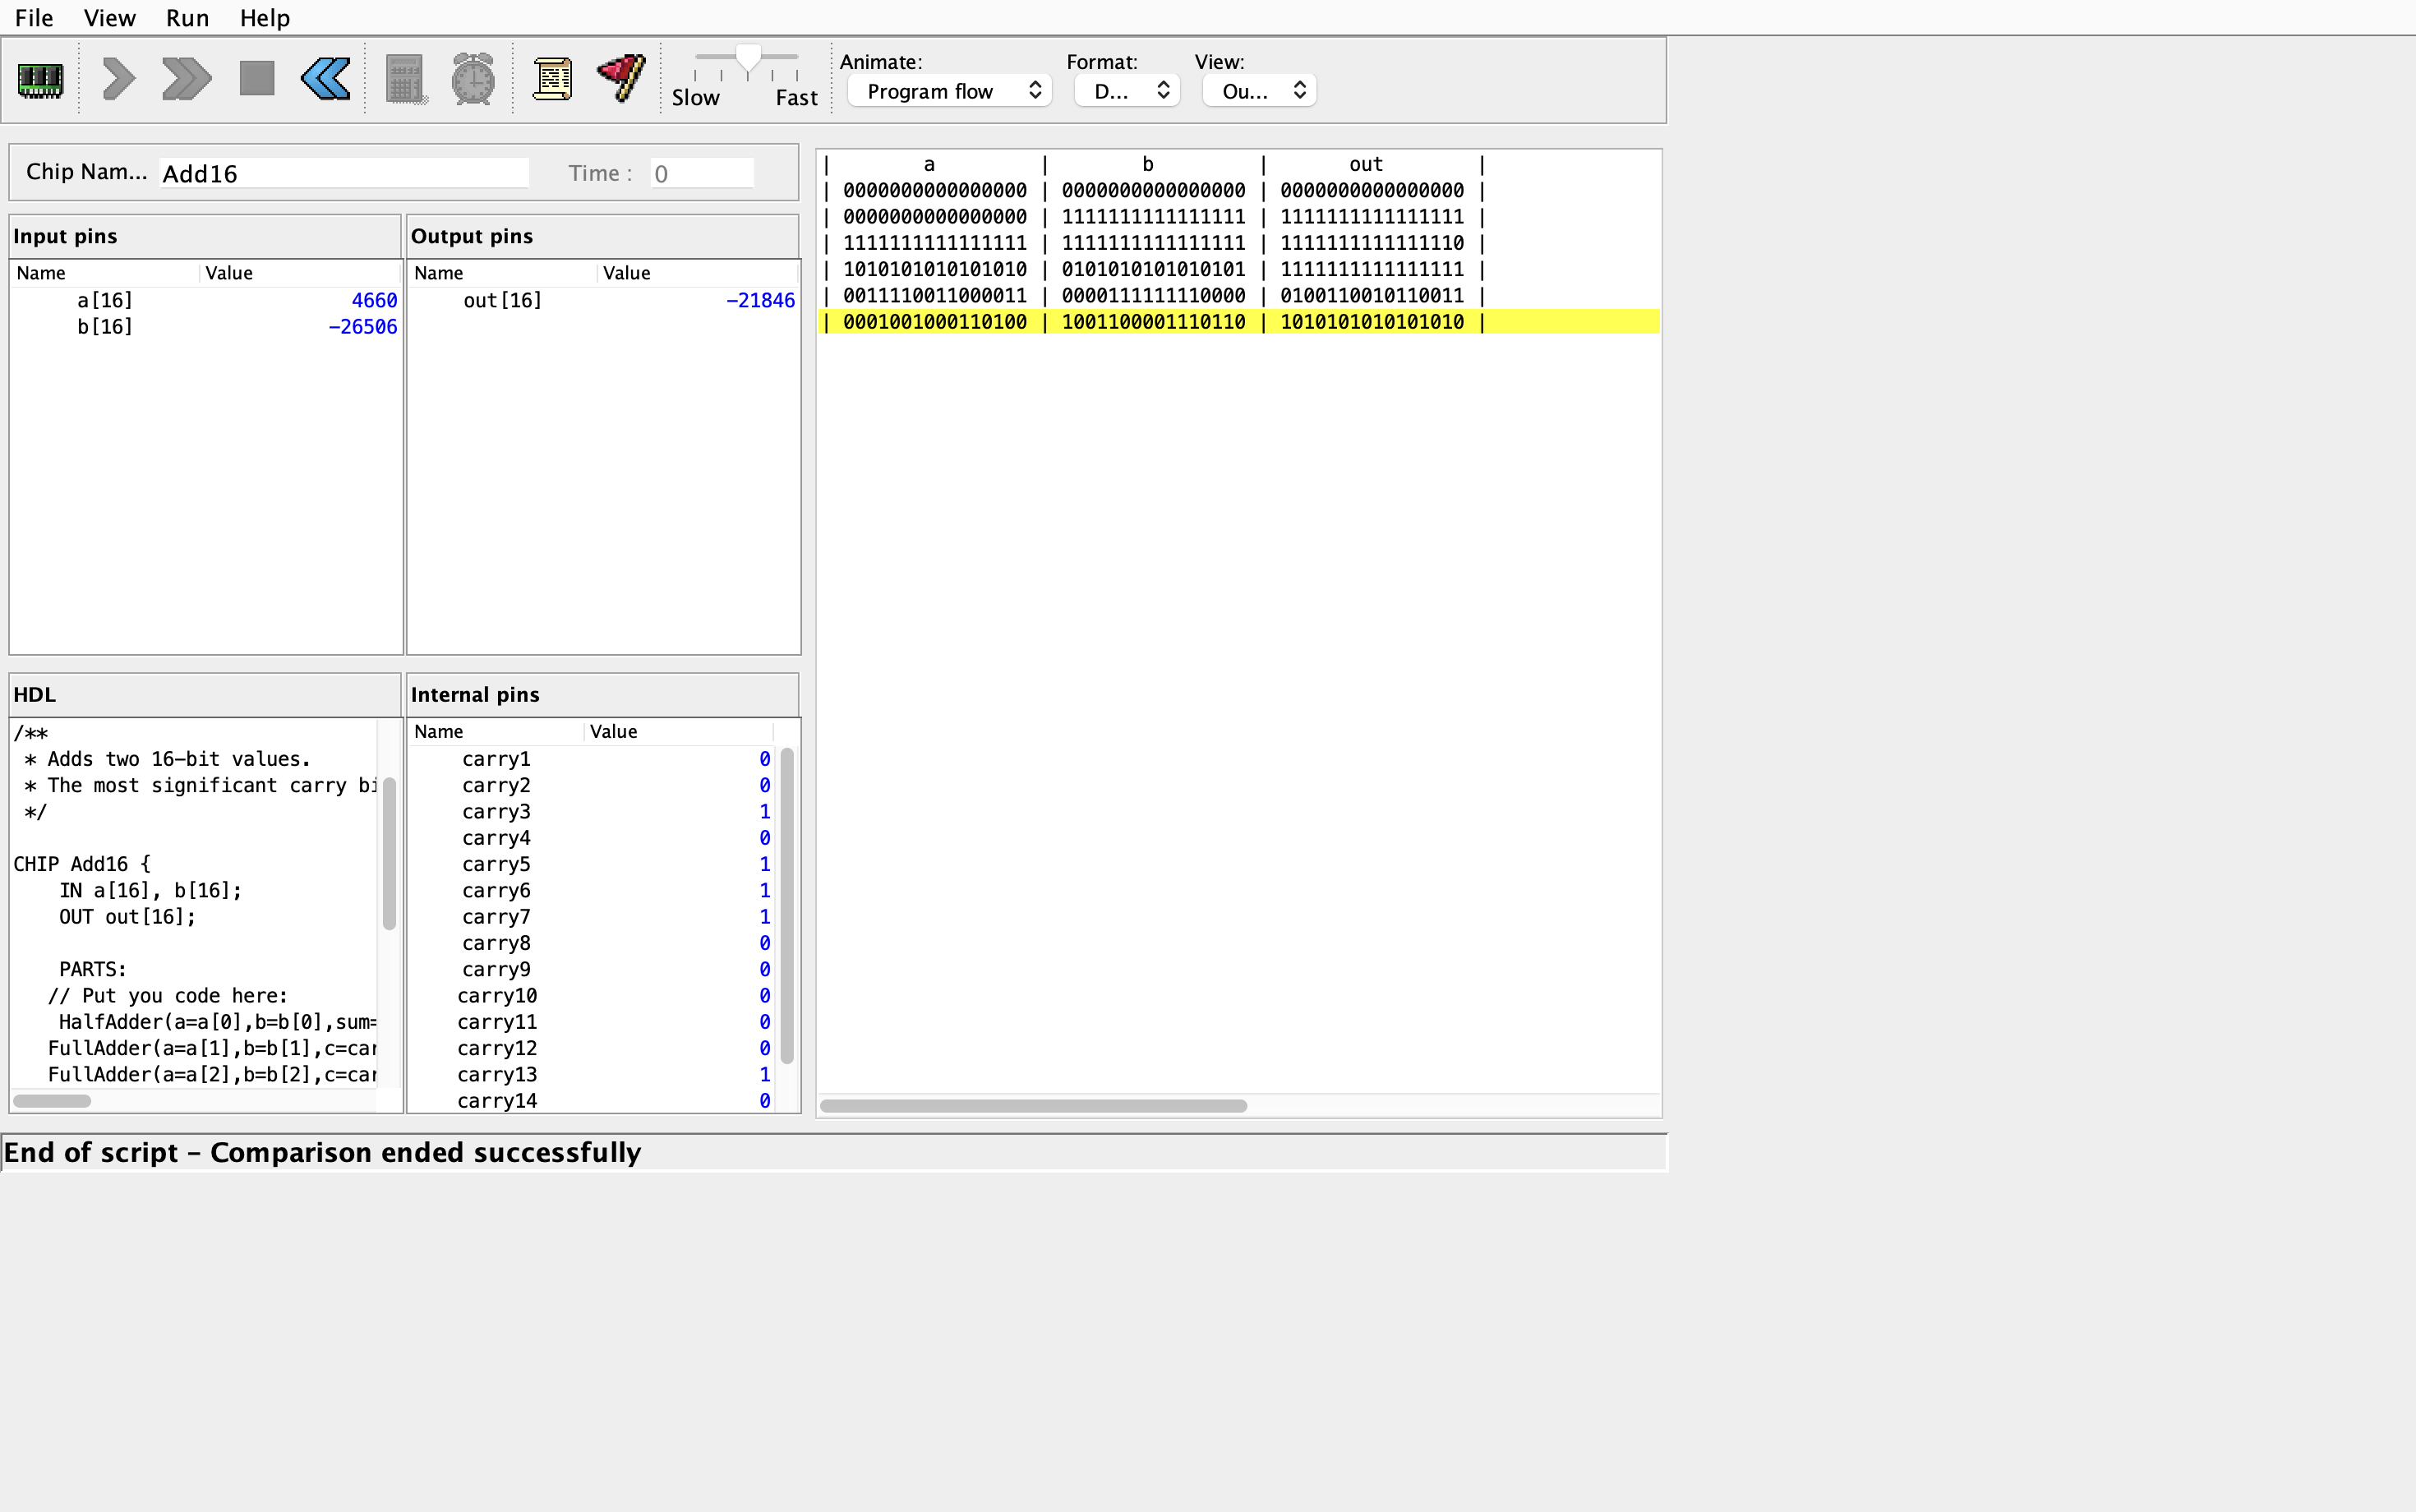 File View Run Help
Animate: Format: View:
Slow Fast Program flow D... Ou...
Chip Nam... Add16 Time : 0
Input pins
Name Value
a[16] 4660
b[16] -26506
Output pins
Name Value
out[16] -21846
| a | b | out |
| 0000000000000000 | 0000000000000000 | 0000000000000000 |
| 0000000000000000 | 1111111111111111 | 1111111111111111 |
| 1111111111111111 | 1111111111111111 | 1111111111111110 |
| 1010101010101010 | 0101010101010101 | 1111111111111111 |
| 0011110011000011 | 0000111111110000 | 0100110010110011 |
| 0001001000110100 | 1001100001110110 | 1010101010101010 |
HDL
/**
* Adds two 16-bit values.
* The most significant carry bi
*/
CHIP Add16 {
IN a[16], b[16];
OUT out[16];
PARTS:
// Put you code here:
HalfAdder(a=a[0],b=b[0],sum=
FullAdder(a=a[1],b=b[1],c=car
FullAdder(a=a[2],b=b[2],c=car
Internal pins
Name Value
carry1 0
carry2 0
carry3 1
carry4 0
carry5 1
carry6 1
carry7 1
carry8 0
carry9 0
carry10 0
carry11 0
carry12 0
carry13 1
carry14 0
End of script - Comparison ended successfully